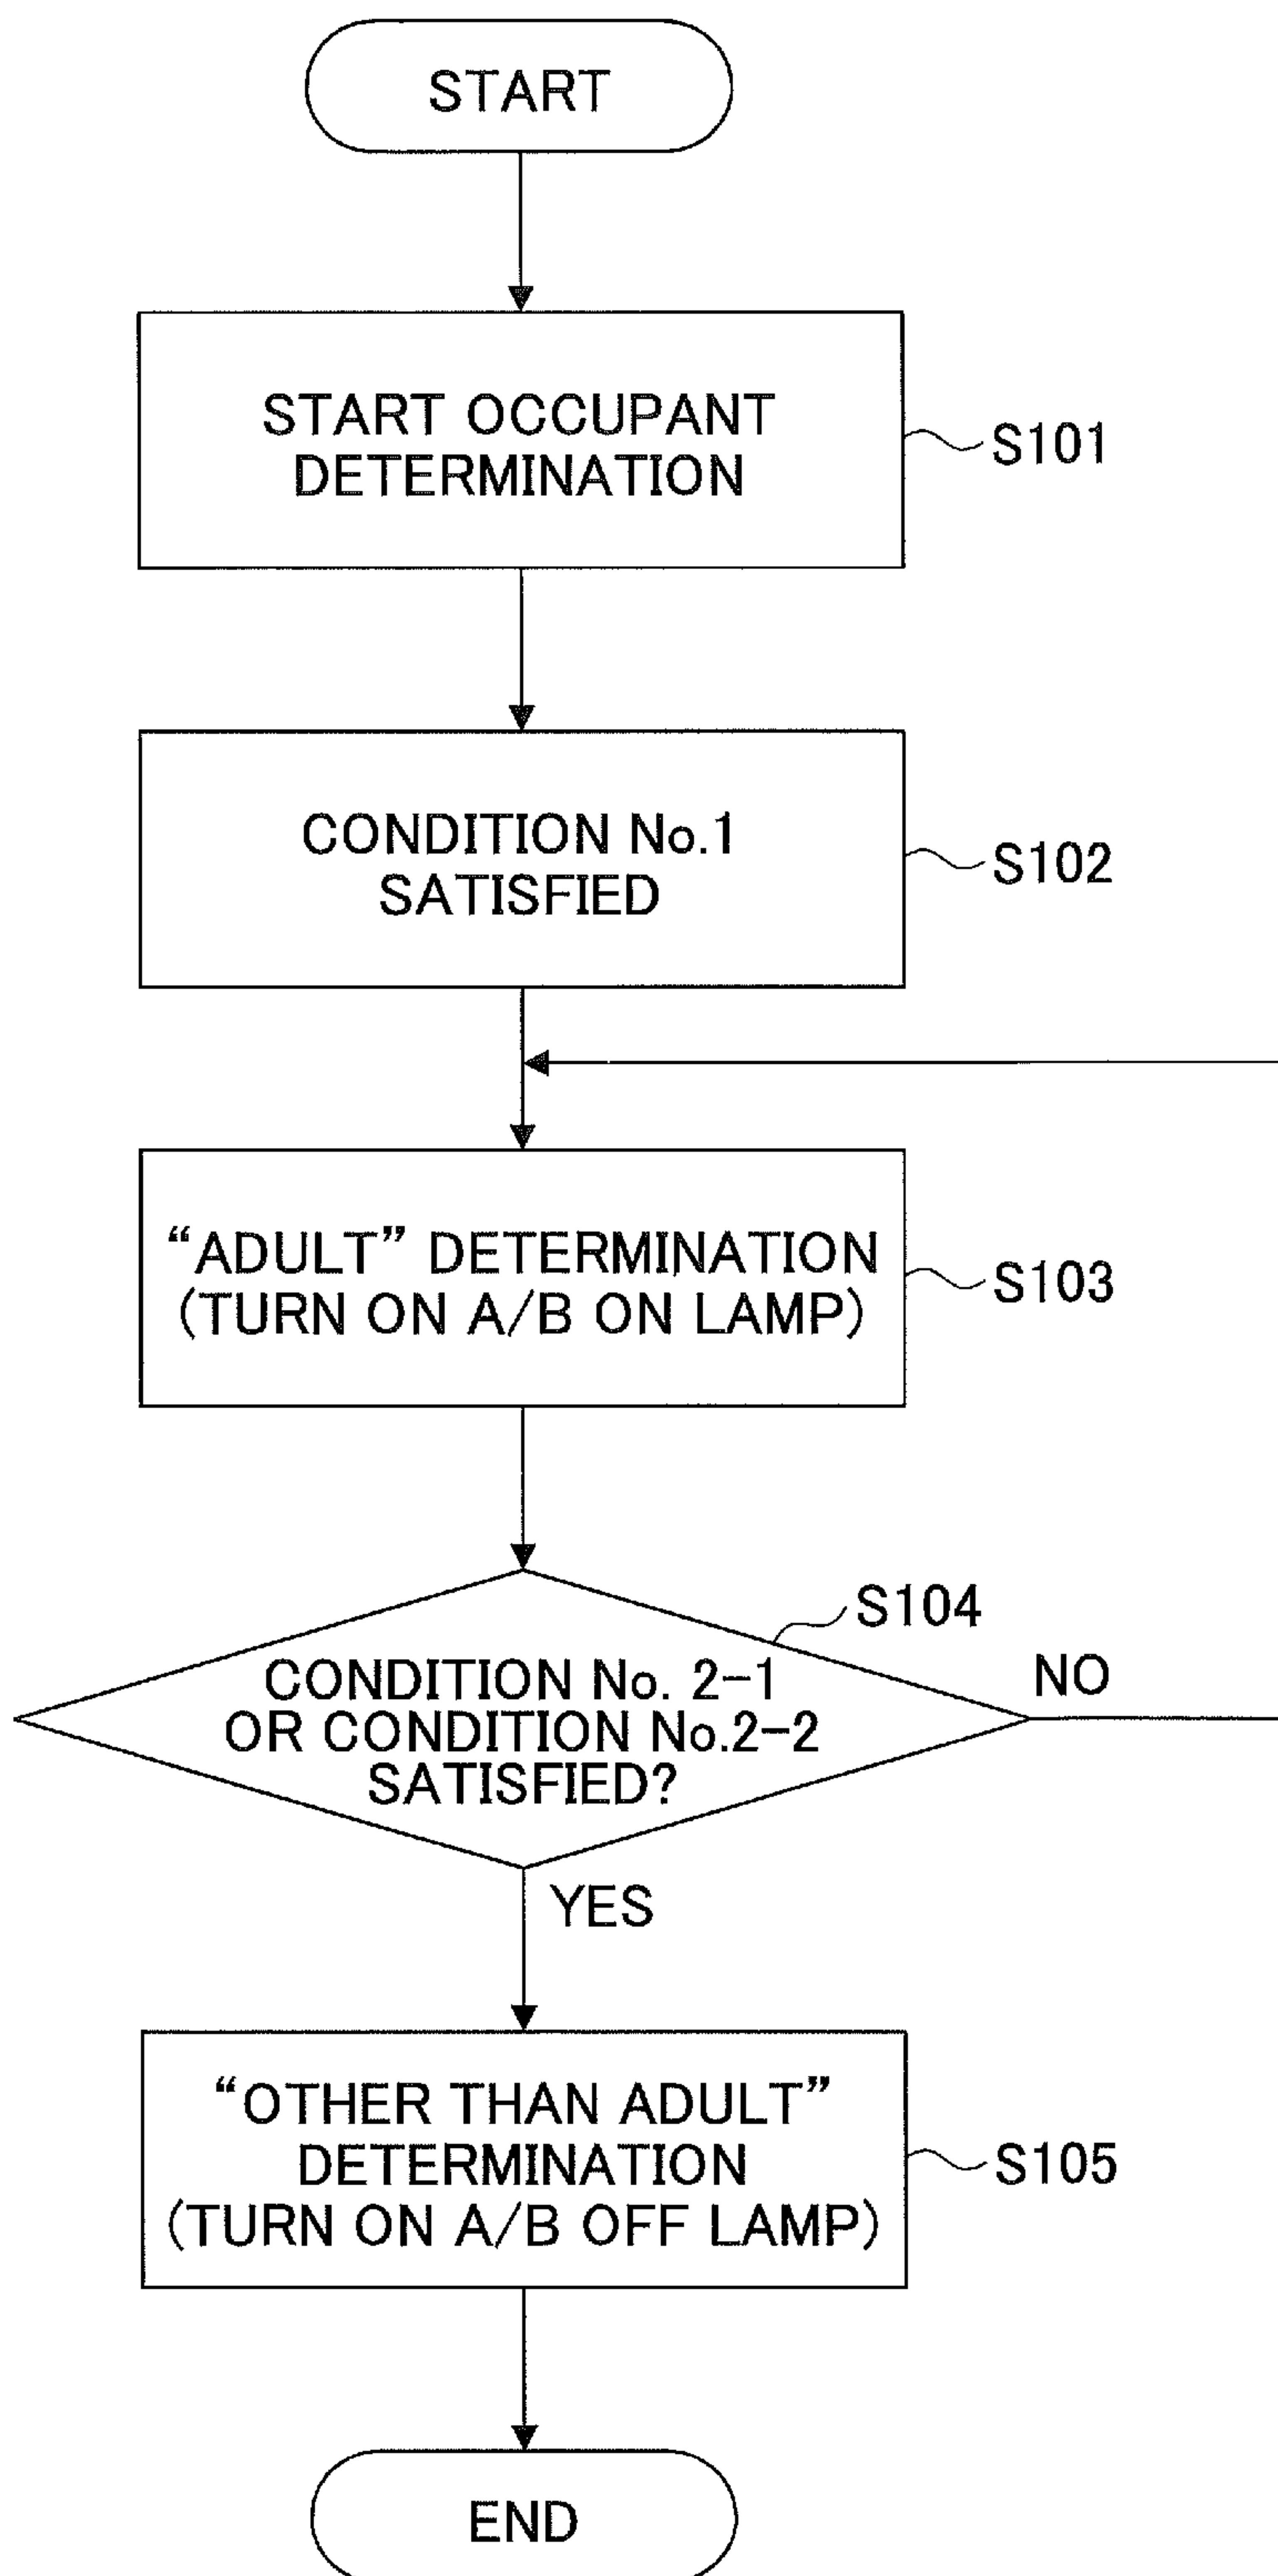 START
START OCCUPANT
DETERMINATION
S101
CONDITION No.1
SATISFIED
S102
“ADULT” DETERMINATION
(TURN ON A/B ON LAMP)
S103
S104
CONDITION No. 2-1
OR CONDITION No.2-2
SATISFIED?
NO
YES
“OTHER THAN ADULT”
DETERMINATION
(TURN ON A/B OFF LAMP)
S105
END